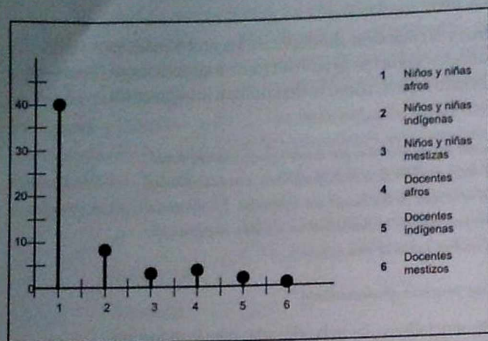 40
30
20
10
0
1 2 3 4 5 6
1 Niños y niñas
afros
2 Niños y niñas
indígenas
3 Niños y niñas
mestizas
4 Docentes
afros
5 Docentes
indígenas
6 Docentes
mestizos